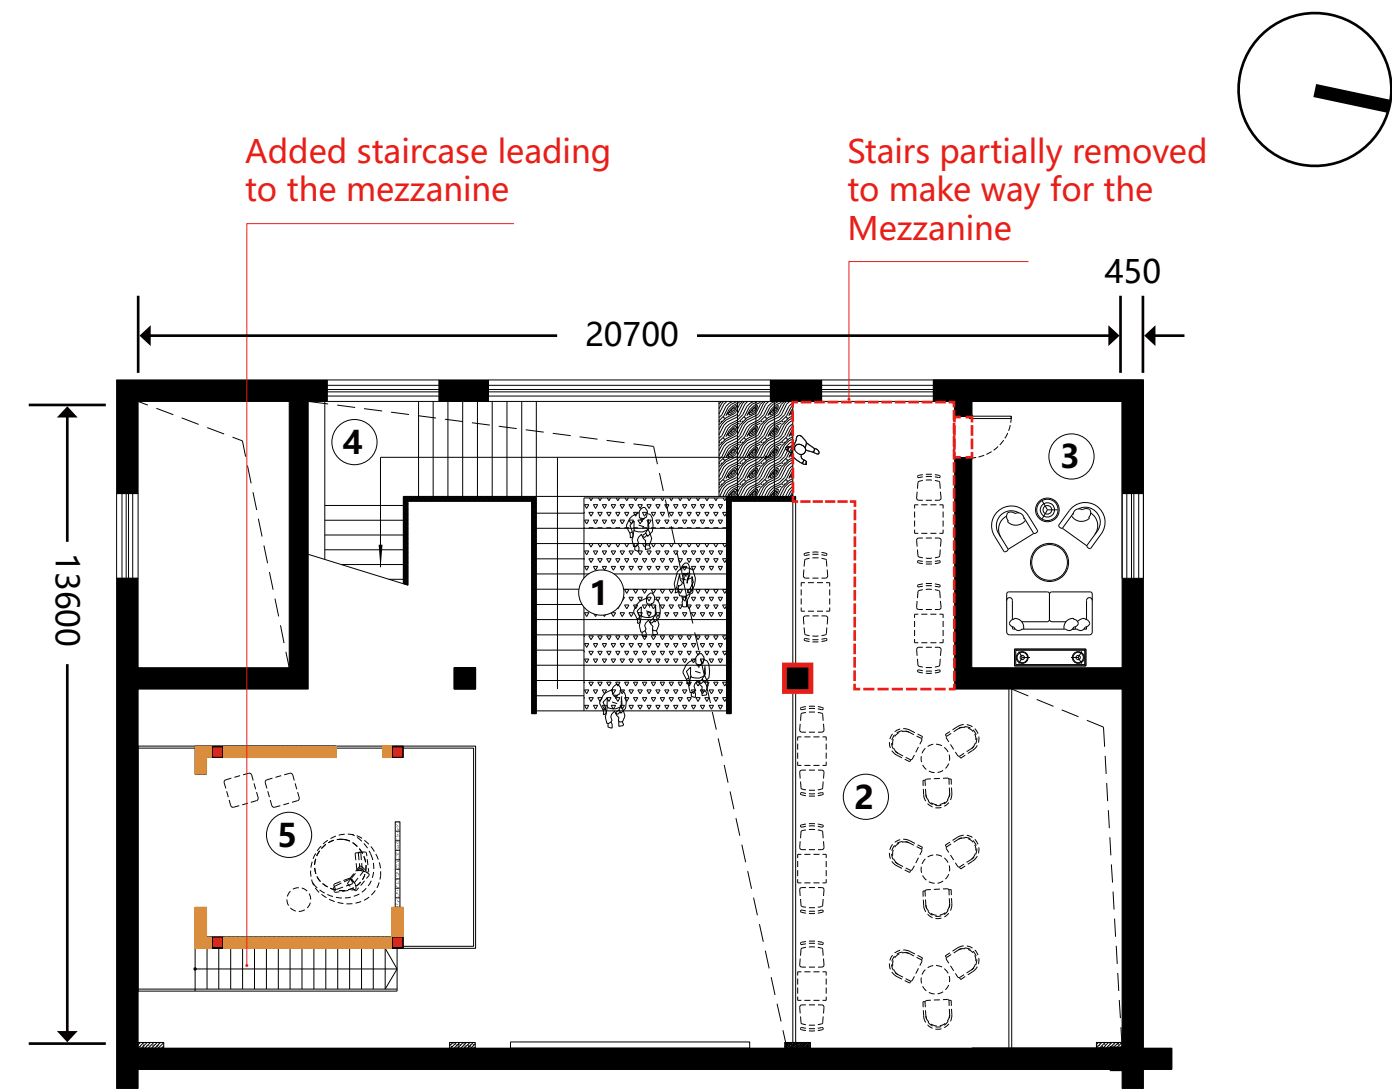 Added staircase leading
to the mezzanine
Stairs partially removed
to make way for the
Mezzanine
450
20700
13600
4
3
1
2
5